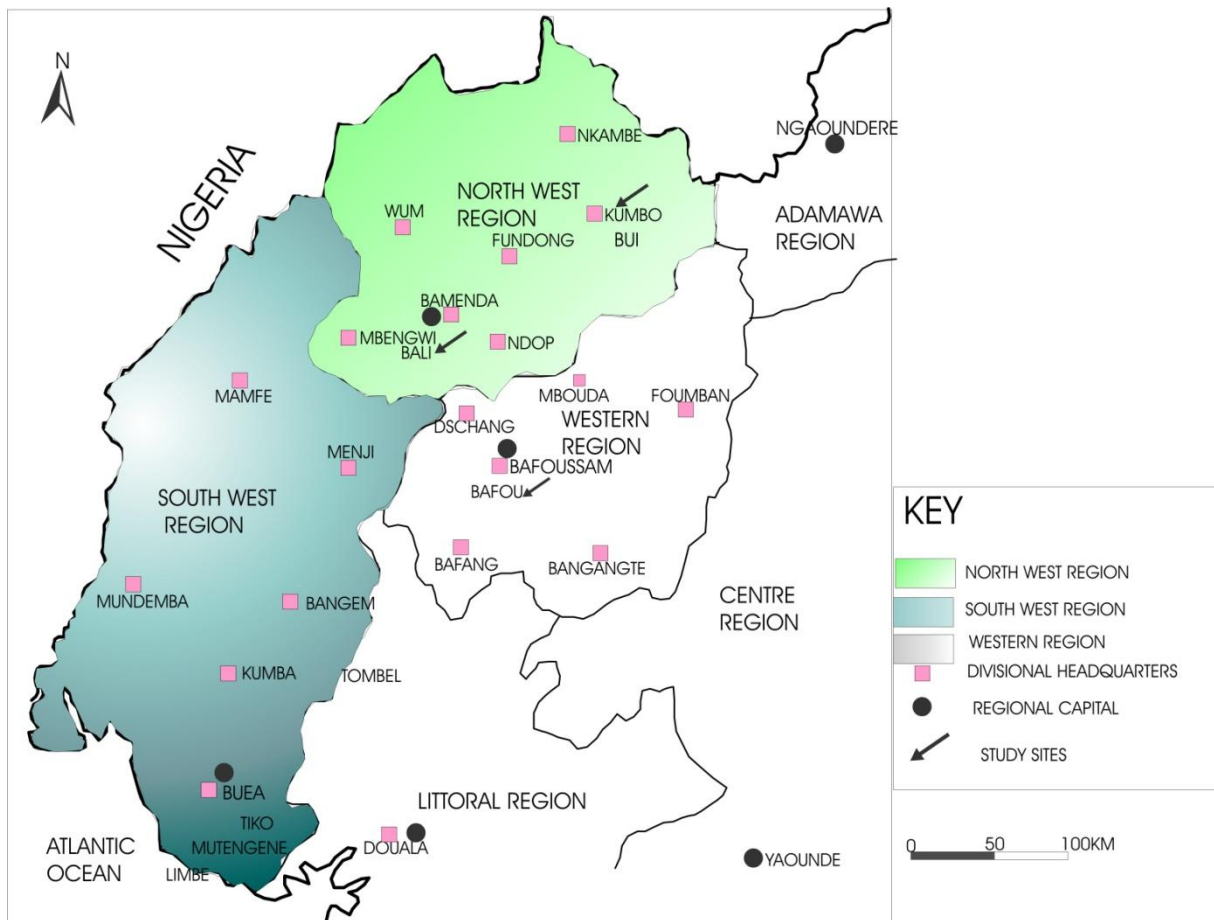 N
NIGERIA
NKAMBE
NGAOUNDERE
NORTH WEST
REGION
WUM
KUMBO
BUI
ADAMAWA
REGION
FUNDONG
BAMENDA
MBENGWI
BALI
NDOP
MAMFE
MBOUDA
FOUMBAN
DSCHANG
WESTERN
REGION
MENJI
BAFOUSSAM
BAFOU
SOUTH WEST
REGION
BAFANG
BANGANGTE
MUNDEMBA
BANGEM
CENTRE
REGION
KUMBA
TOMBEL
BUEA
TIKO
MUTENGENE
LIMBE
LITTORAL REGION
DOUALA
YAOUNDE
ATLANTIC
OCEAN
KEY
NORTH WEST REGION
SOUTH WEST REGION
WESTERN REGION
DIVISIONAL HEADQUARTERS
REGIONAL CAPITAL
STUDY SITES
0 50 100KM